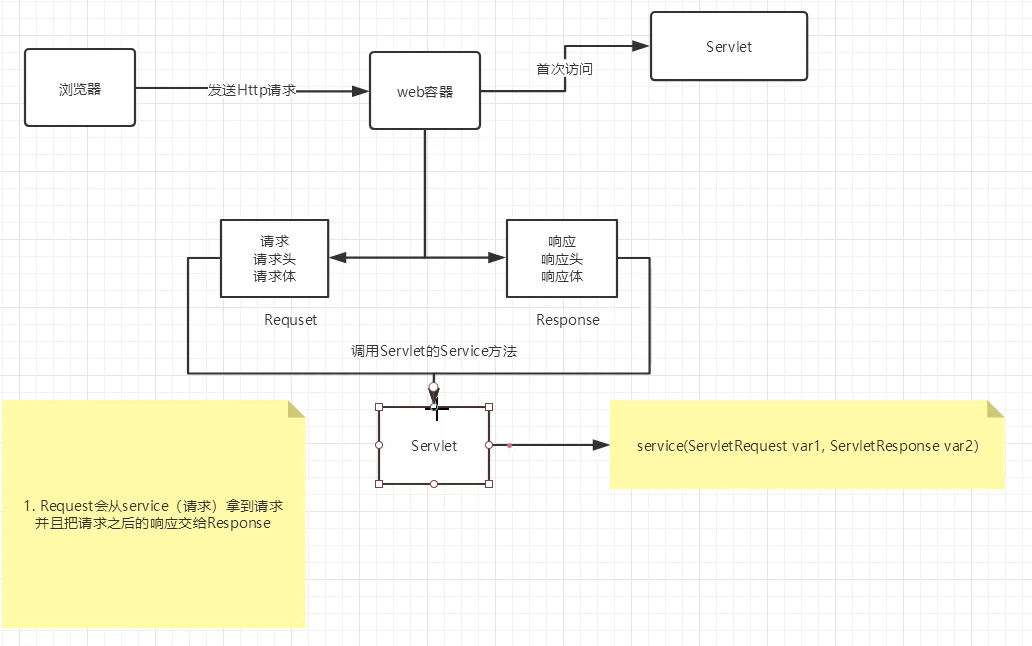 浏览器
发送Http请求
web容器
首次访问
Servlet
请求
请求头
请求体
响应
响应头
响应体
Requset
Response
调用Servlet的Service方法
Servlet
service(ServletRequest var1, ServletResponse var2)
1. Request会从service（请求）拿到请求
并且把请求之后的响应交给Response